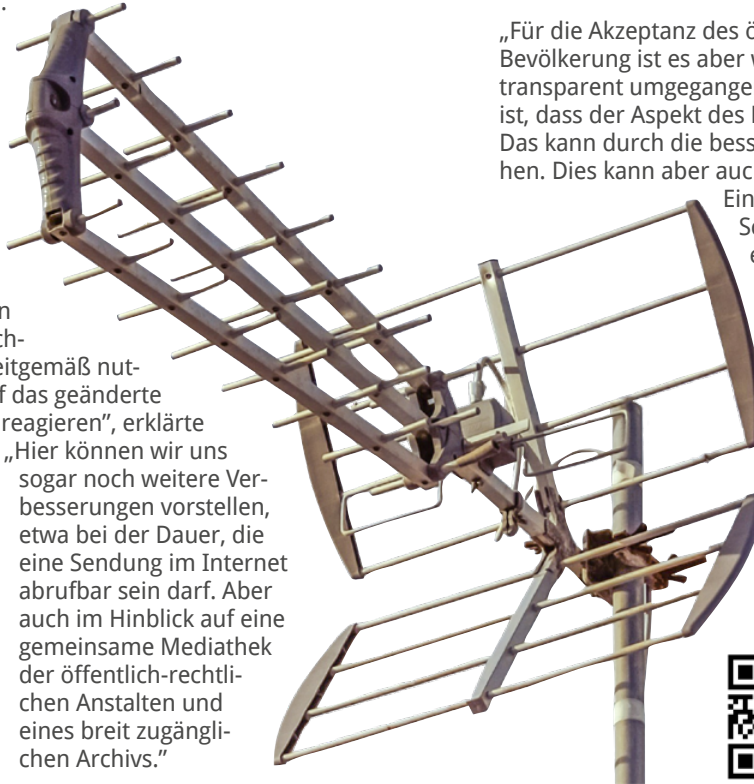 n
th-
eitgemäß nut-
f das geänderte
reagieren”, erklärte
„Hier können wir uns
sogar noch weitere Ver-
besserungen vorstellen,
etwa bei der Dauer, die
eine Sendung im Internet
abrufbar sein darf. Aber
auch im Hinblick auf eine
gemeinsame Mediathek
der öffentlich-rechtli-
chen Anstalten und
eines breit zugängli-
chen Archivs.”
„Für die Akzeptanz des ö
Bevölkerung ist es aber
transparent umgegange
ist, dass der Aspekt des
Das kann durch die bess
hen. Dies kann aber auc
Ein